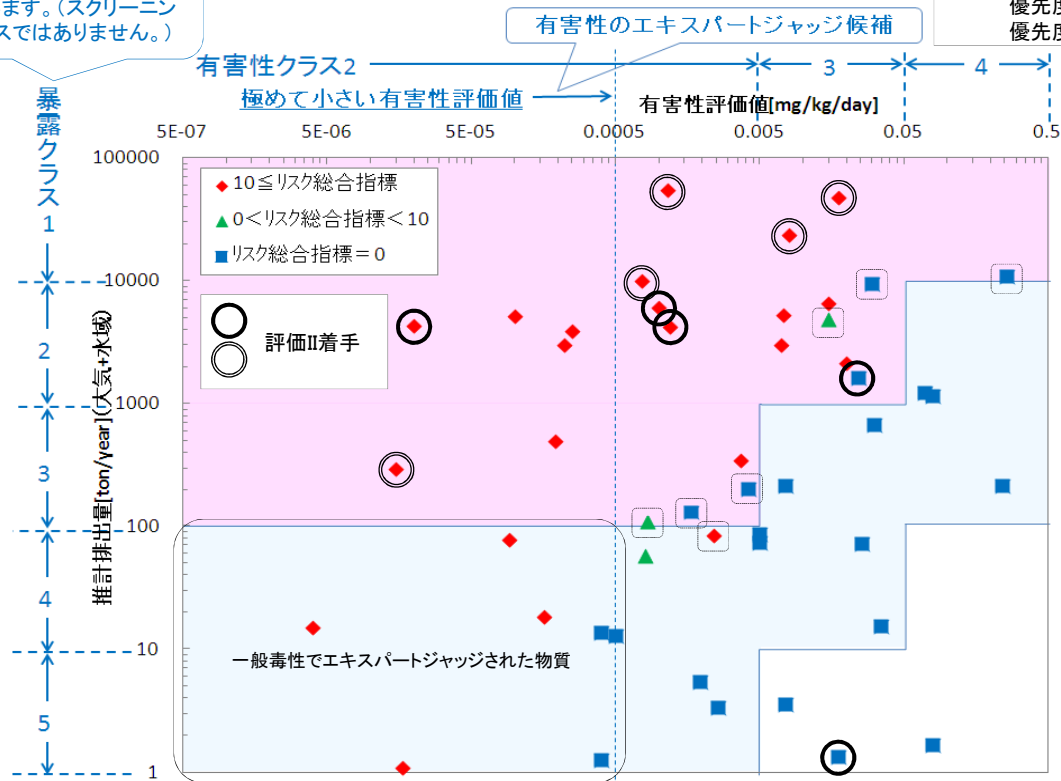 ます。(スクリーニン
スではありません。)
優先度
優先度
有害性のエキスパートジャッジ候補
有害性クラス2
3
4
極めて小さい有害性評価値
有害性評価値[mg/kg/day]
5E-07
5E-06
5E-05
0.0005
0.005
0.05
0.5
暴露クラス
1
2
3
4
5
推計排出量[ton/year](大気+水域)
100000
10000
1000
100
10
1
10≦リスク総合指標
0<リスク総合指標<10
リスク総合指標=0
評価II着手
一般毒性でエキスパートジャッジされた物質